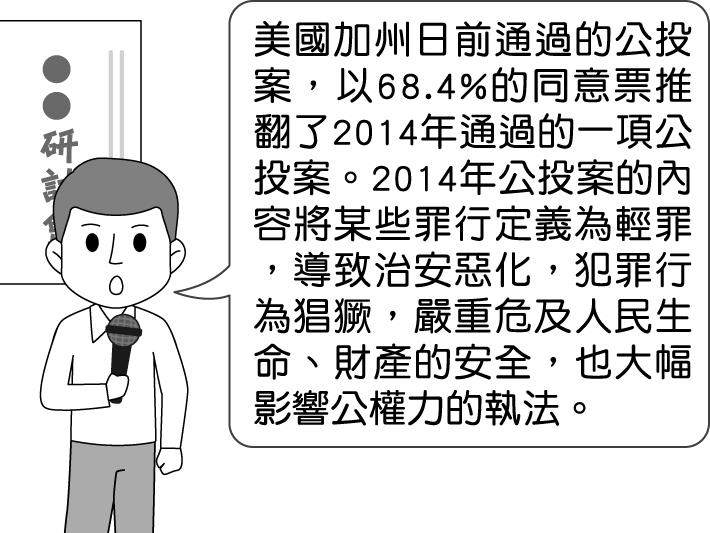 ●●研討會
美國加州日前通過的公投
案，以68.4%的同意票推
翻了2014年通過的一項公
投案。2014年公投案的內
容將某些罪行定義為輕罪
，導致治安惡化，犯罪行
為猖獗，嚴重危及人民生
命、財產的安全，也大幅
影響公權力的執法。